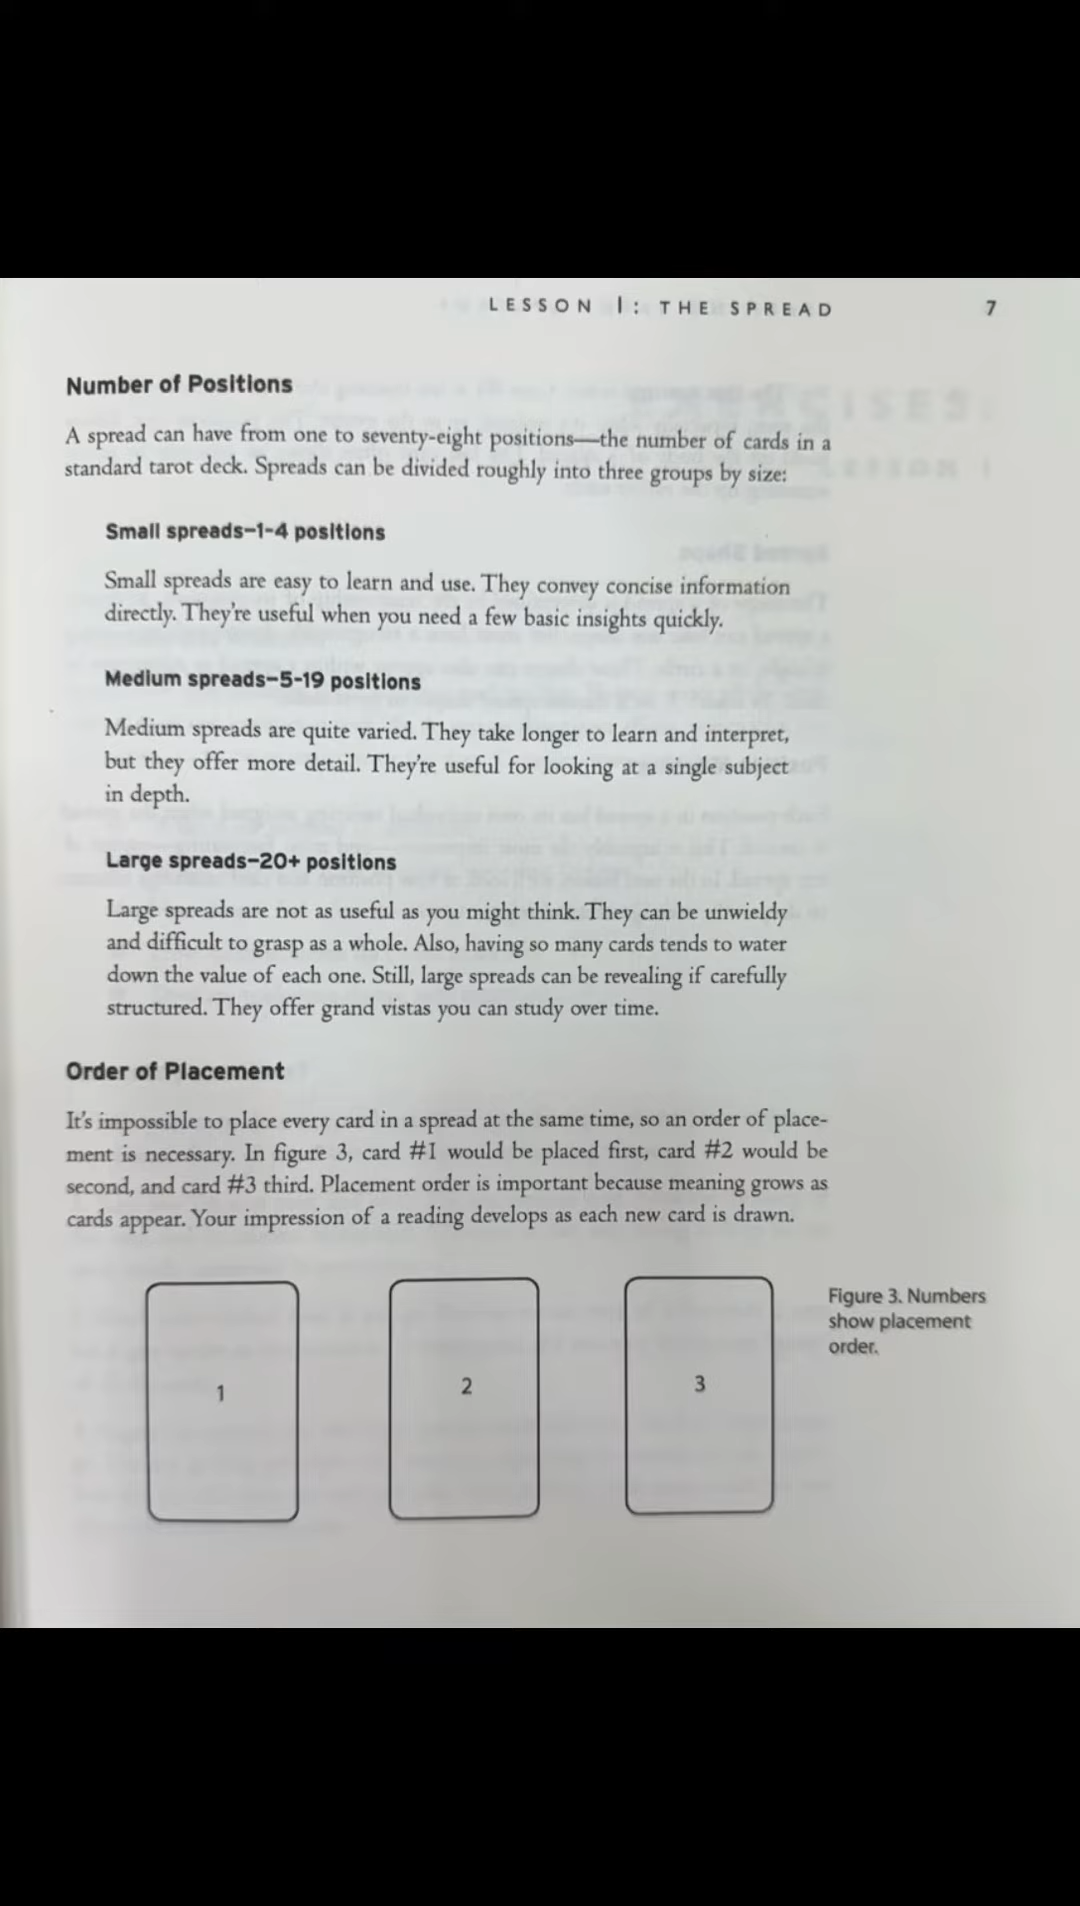 LESSON 1: THE SPREAD 7
Number of Positions
A spread can have from one to seventy-eight positions—the number of cards in a
standard tarot deck. Spreads can be divided roughly into three groups by size:
Small spreads–1-4 positions
Small spreads are easy to learn and use. They convey concise information
directly. They're useful when you need a few basic insights quickly.
Medium spreads–5-19 positions
Medium spreads are quite varied. They take longer to learn and interpret,
but they offer more detail. They're useful for looking at a single subject
in depth.
Large spreads–20+ positions
Large spreads are not as useful as you might think. They can be unwieldy
and difficult to grasp as a whole. Also, having so many cards tends to water
down the value of each one. Still, large spreads can be revealing if carefully
structured. They offer grand vistas you can study over time.
Order of Placement
It's impossible to place every card in a spread at the same time, so an order of place-
ment is necessary. In figure 3, card #1 would be placed first, card #2 would be
second, and card #3 third. Placement order is important because meaning grows as
cards appear. Your impression of a reading develops as each new card is drawn.
1 2 3
Figure 3. Numbers
show placement
order.